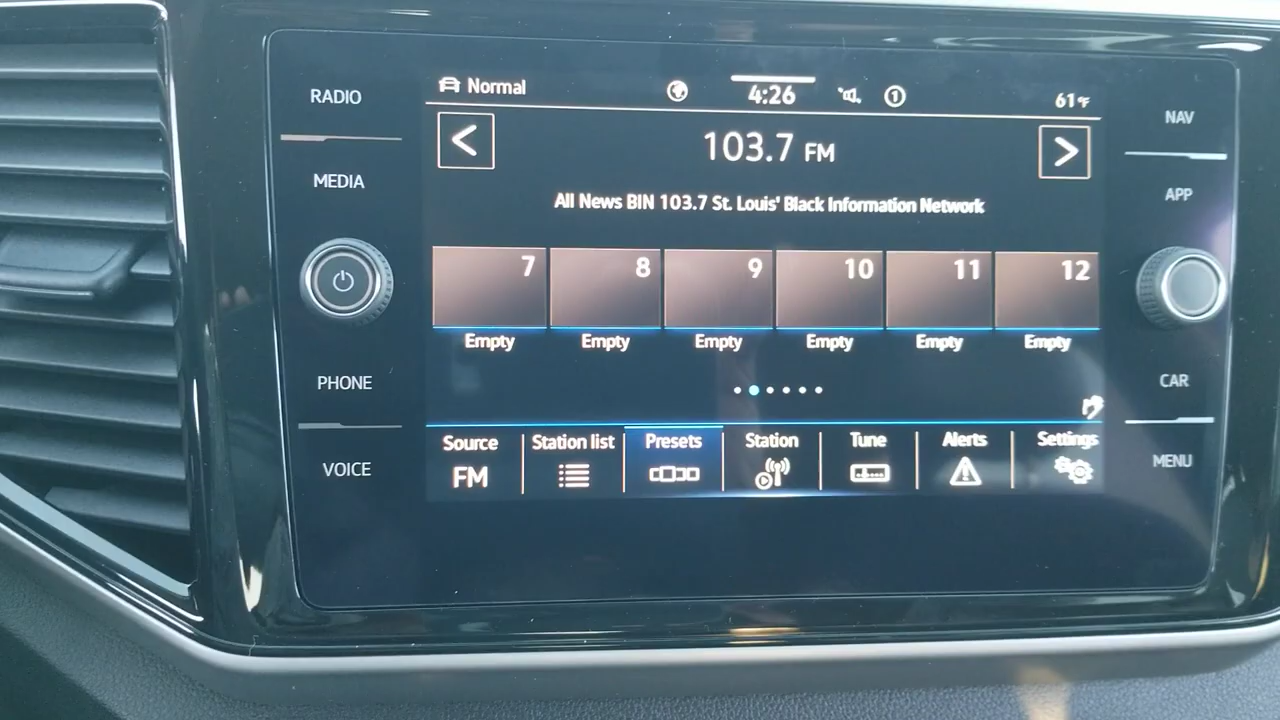 RADIO
MEDIA
PHONE
VOICE
Normal
4:26
1
61°F
<
103.7 FM
>
All News BIN 103.7 St. Louis' Black Information Network
7 8 9 10 11 12
Empty Empty Empty Empty Empty Empty
Source Station list Presets Station Tune Alerts Settings
FM
NAV
APP
CAR
MENU